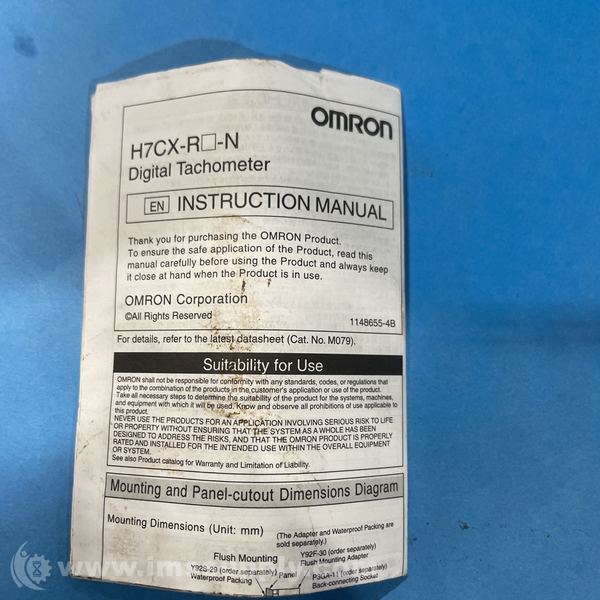 OMRON
H7CX-R□-N
Digital Tachometer
EN INSTRUCTION MANUAL
Thank you for purchasing the OMRON Product.
To ensure the safe application of the Product, read this
manual carefully before using the Product and always keep
it close at hand when the Product is in use.
OMRON Corporation
©All Rights Reserved
1148655-4B
For details, refer to the latest datasheet (Cat. No. M079).
Suitability for Use
OMRON shall not be responsible for conformity with any standards, codes, or regulations that
apply to the combination of the products in the customer's application or use of the product.
Take all necessary steps to determine the suitability of the product for the systems, machines,
and equipment with which it will be used. Know and observe all prohibitions of use applicable to
this product.
NEVER USE THE PRODUCTS FOR AN APPLICATION INVOLVING SERIOUS RISK TO LIFE
OR PROPERTY WITHOUT ENSURING THAT THE SYSTEM AS A WHOLE HAS BEEN
DESIGNED TO ADDRESS THE RISKS, AND THAT THE OMRON PRODUCT IS PROPERLY
RATED AND INSTALLED FOR THE INTENDED USE WITHIN THE OVERALL EQUIPMENT
OR SYSTEM.
See also Product catalog for Warranty and Limitation of Liability.
Mounting and Panel-cutout Dimensions Diagram
Mounting Dimensions (Unit: mm)
(The Adapter and Waterproof Packing are
sold separately.)
Flush Mounting
Y92F-30 (order separately)
Flush Mounting Adapter
Y92S-29 (order separately)
Waterproof Packing
Panel
P3GA-11 (order separately)
Back-connecting Socket